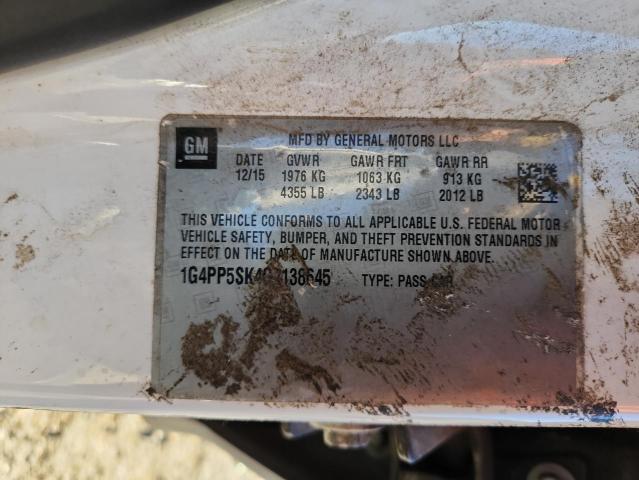 GM
MFD BY GENERAL MOTORS LLC
DATE GVWR GAWR FRT GAWR RR
12/15 1976 KG 1063 KG 913 KG
4355 LB 2343 LB 2012 LB
THIS VEHICLE CONFORMS TO ALL APPLICABLE U.S. FEDERAL MOTOR
VEHICLE SAFETY, BUMPER, AND THEFT PREVENTION STANDARDS IN
EFFECT ON THE DATE OF MANUFACTURE SHOWN ABOVE.
TYPE: PASS CAR